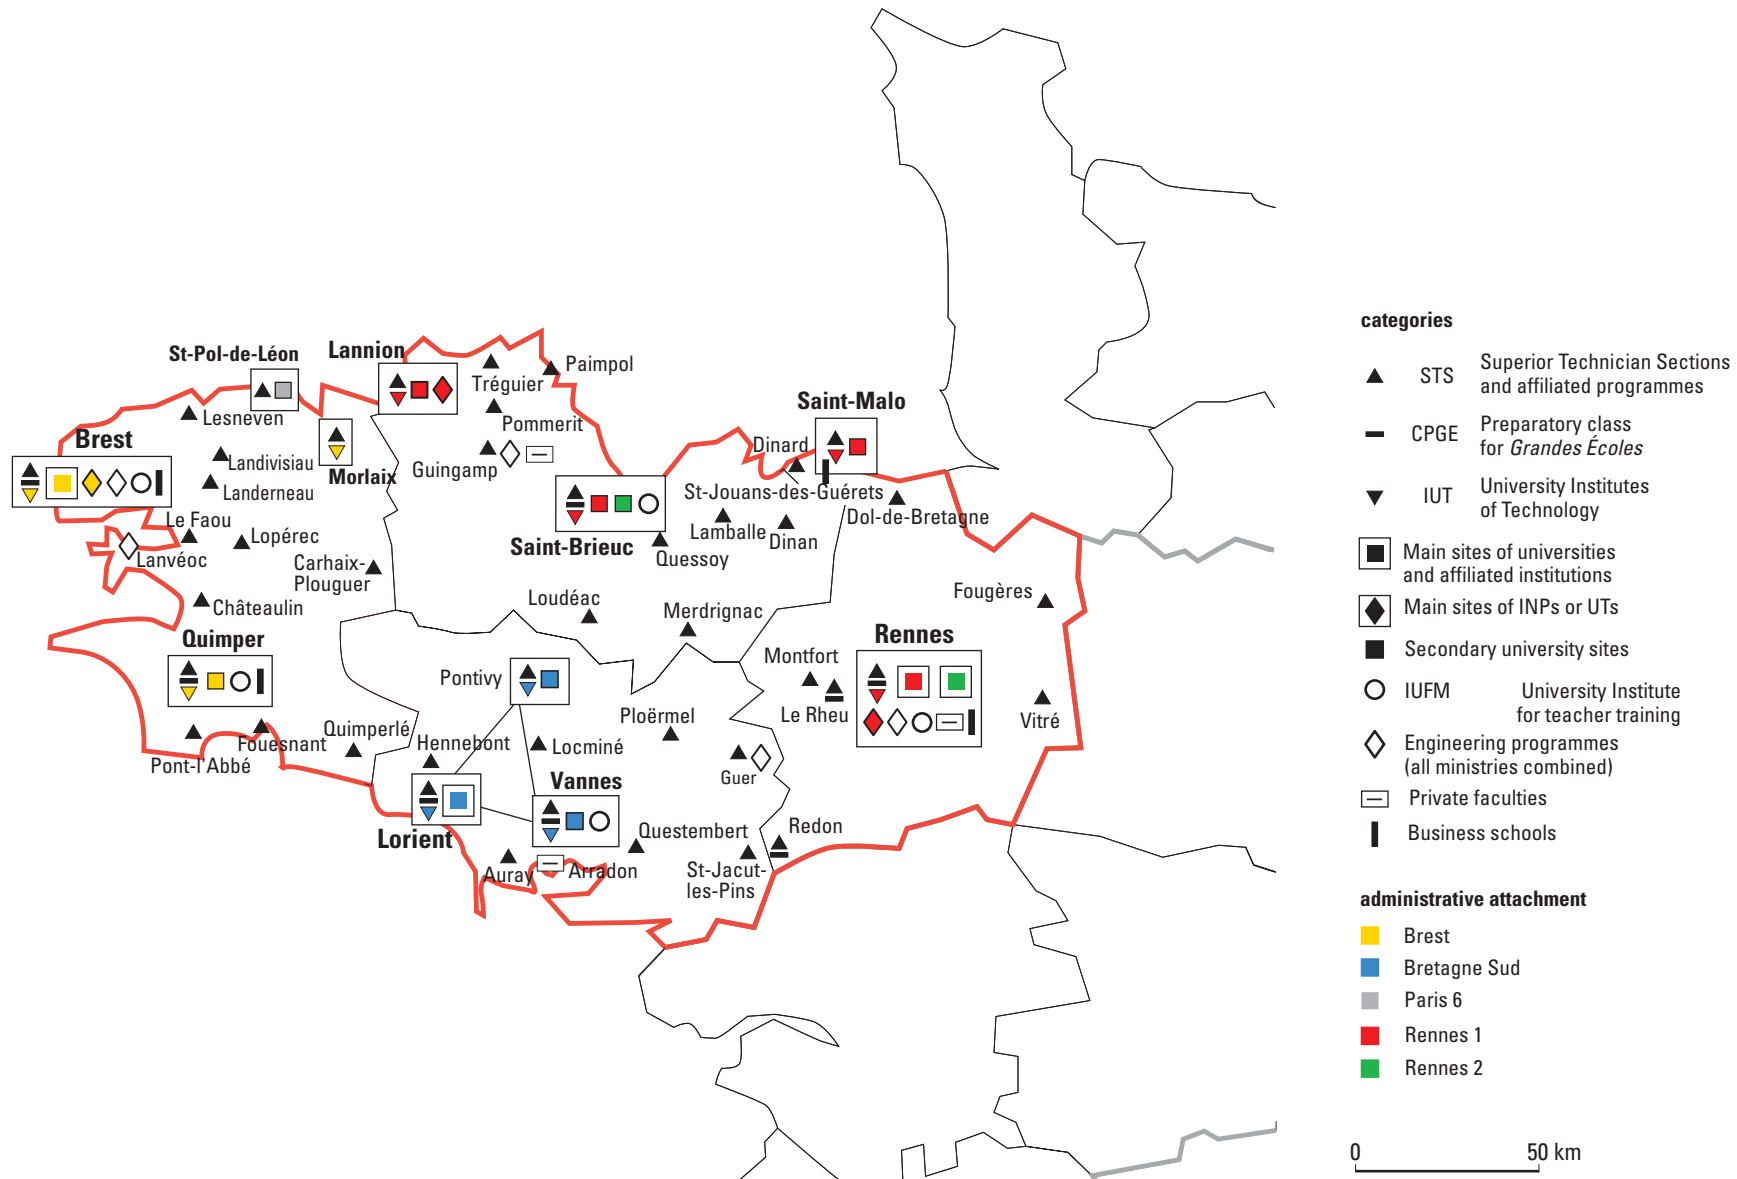 St-Pol-de-Léon
Lannion
Paimpol
Tréguier
Lesneven
Pommerit
Saint-Malo
Brest
Dinard
Landivisiau
Guingamp
Morlaix
Landerneau
St-Jouans-des-Guérets
Dol-de-Bretagne
Le Faou
Lopérec
Saint-Brieuc
Lamballe
Dinan
Lanvéoc
Quessoy
Carhaix-
Plouguer
Châteaulin
Loudéac
Merdrignac
Fougères
Quimper
Rennes
Montfort
Pontivy
Le Rheu
Ploërmel
Vitré
Quimperlé
Fouesnant
Hennebont
Locminé
Pont-l'Abbé
Guer
Vannes
Lorient
Questembert
Redon
Auray
Arradon
St-Jacut-
les-Pins
categories
STS
Superior Technician Sections
and affiliated programmes
CPGE
Preparatory class
for Grandes Écoles
IUT
University Institutes
of Technology
Main sites of universities
and affiliated institutions
Main sites of INPs or UTs
Secondary university sites
IUFM
University Institute
for teacher training
Engineering programmes
(all ministries combined)
Private faculties
Business schools
administrative attachment
Brest
Bretagne Sud
Paris 6
Rennes 1
Rennes 2
0 50 km